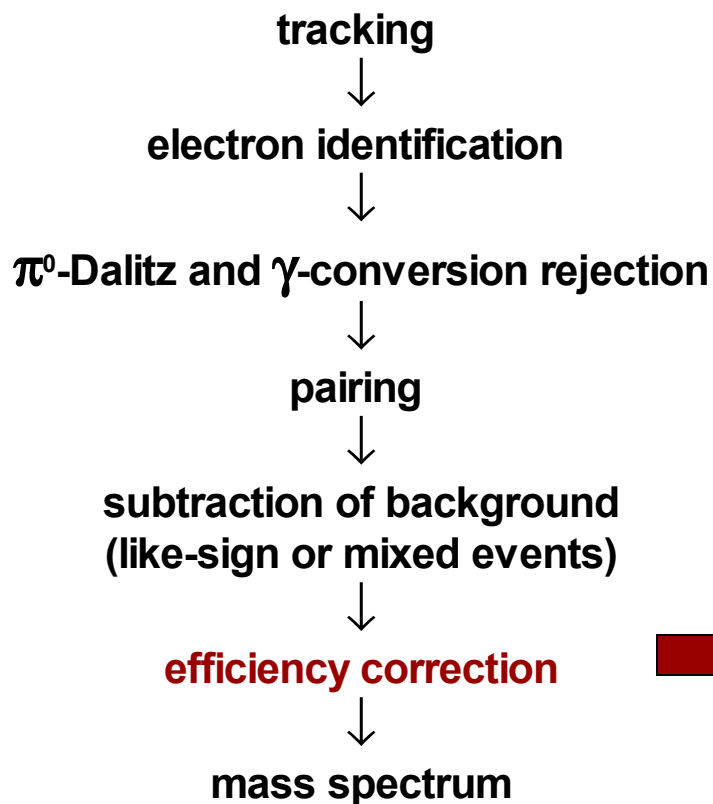 tracking
↓
electron identification
↓
π⁰-Dalitz and γ-conversion rejection
↓
pairing
↓
subtraction of background
(like-sign or mixed events)
↓
efficiency correction
↓
mass spectrum